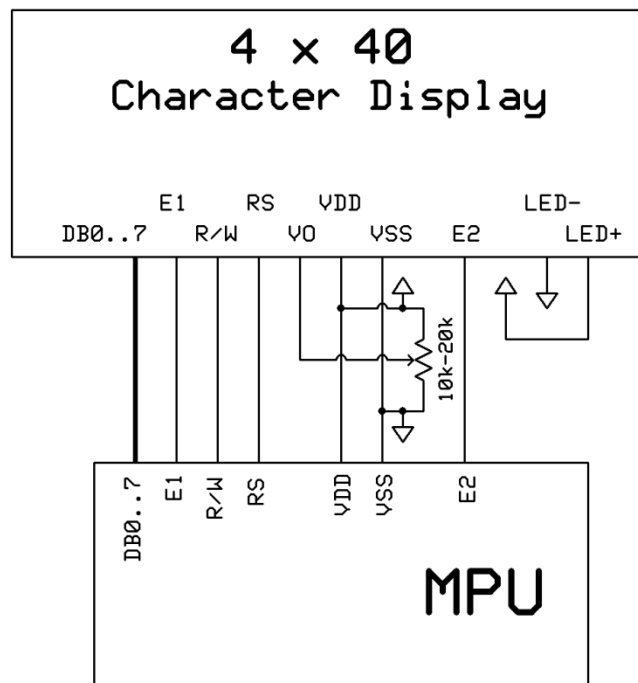 4 x 40
Character Display
E1 RS VDD LED-
DB0..7 R/W VO VSS E2 LED+
10k-20k
DB0..7 E1 R/W RS VDD VSS E2
MPU